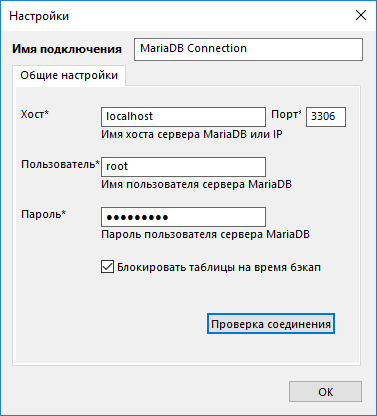 Настройки
Имя подключения MariaDB Connection
Общие настройки
Хост* localhost Порт* 3306
Имя хоста сервера MariaDB или IP
Пользователь* root
Имя пользователя сервера MariaDB
Пароль* ●●●●●●●●●
Пароль пользователя сервера MariaDB
Блокировать таблицы на время бэкап
Проверка соединения
OK